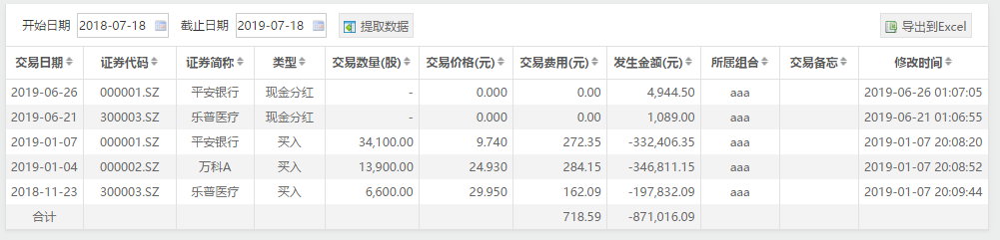 开始日期 2018-07-18 截止日期 2019-07-18 提取数据 导出到Excel
交易日期 证券代码 证券简称 类型 交易数量(股) 交易价格(元) 交易费用(元) 发生金额(元) 所属组合 交易备忘 修改时间
2019-06-26 000001.SZ 平安银行 现金分红 - 0.000 0.00 4,944.50 aaa 2019-06-26 01:07:05
2019-06-21 300003.SZ 乐普医疗 现金分红 - 0.000 0.00 1,089.00 aaa 2019-06-21 01:06:55
2019-01-07 000001.SZ 平安银行 买入 34,100.00 9.740 272.35 -332,406.35 aaa 2019-01-07 20:08:20
2019-01-04 000002.SZ 万科A 买入 13,900.00 24.930 284.15 -346,811.15 aaa 2019-01-07 20:08:52
2018-11-23 300003.SZ 乐普医疗 买入 6,600.00 29.950 162.09 -197,832.09 aaa 2019-01-07 20:09:44
合计 718.59 -871,016.09